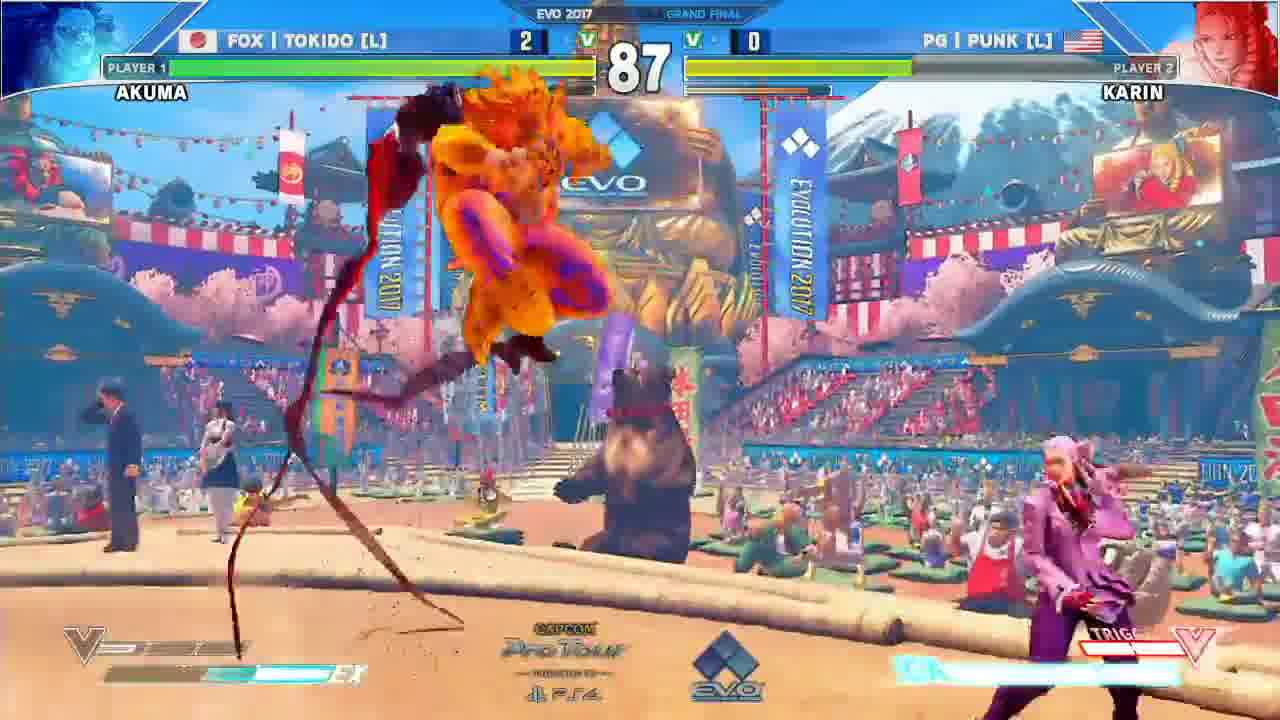 EVO 2017 GRAND FINAL
FOX | TOKIDO [L] 2 V 87 V 0 PG | PUNK [L]
PLAYER 1 PLAYER 2
AKUMA KARIN
EVO
EVOLUTION 2017
EVOLUTION 2017
TRIG
EX
CAPCOM
Pro Tour
PS4
EVO